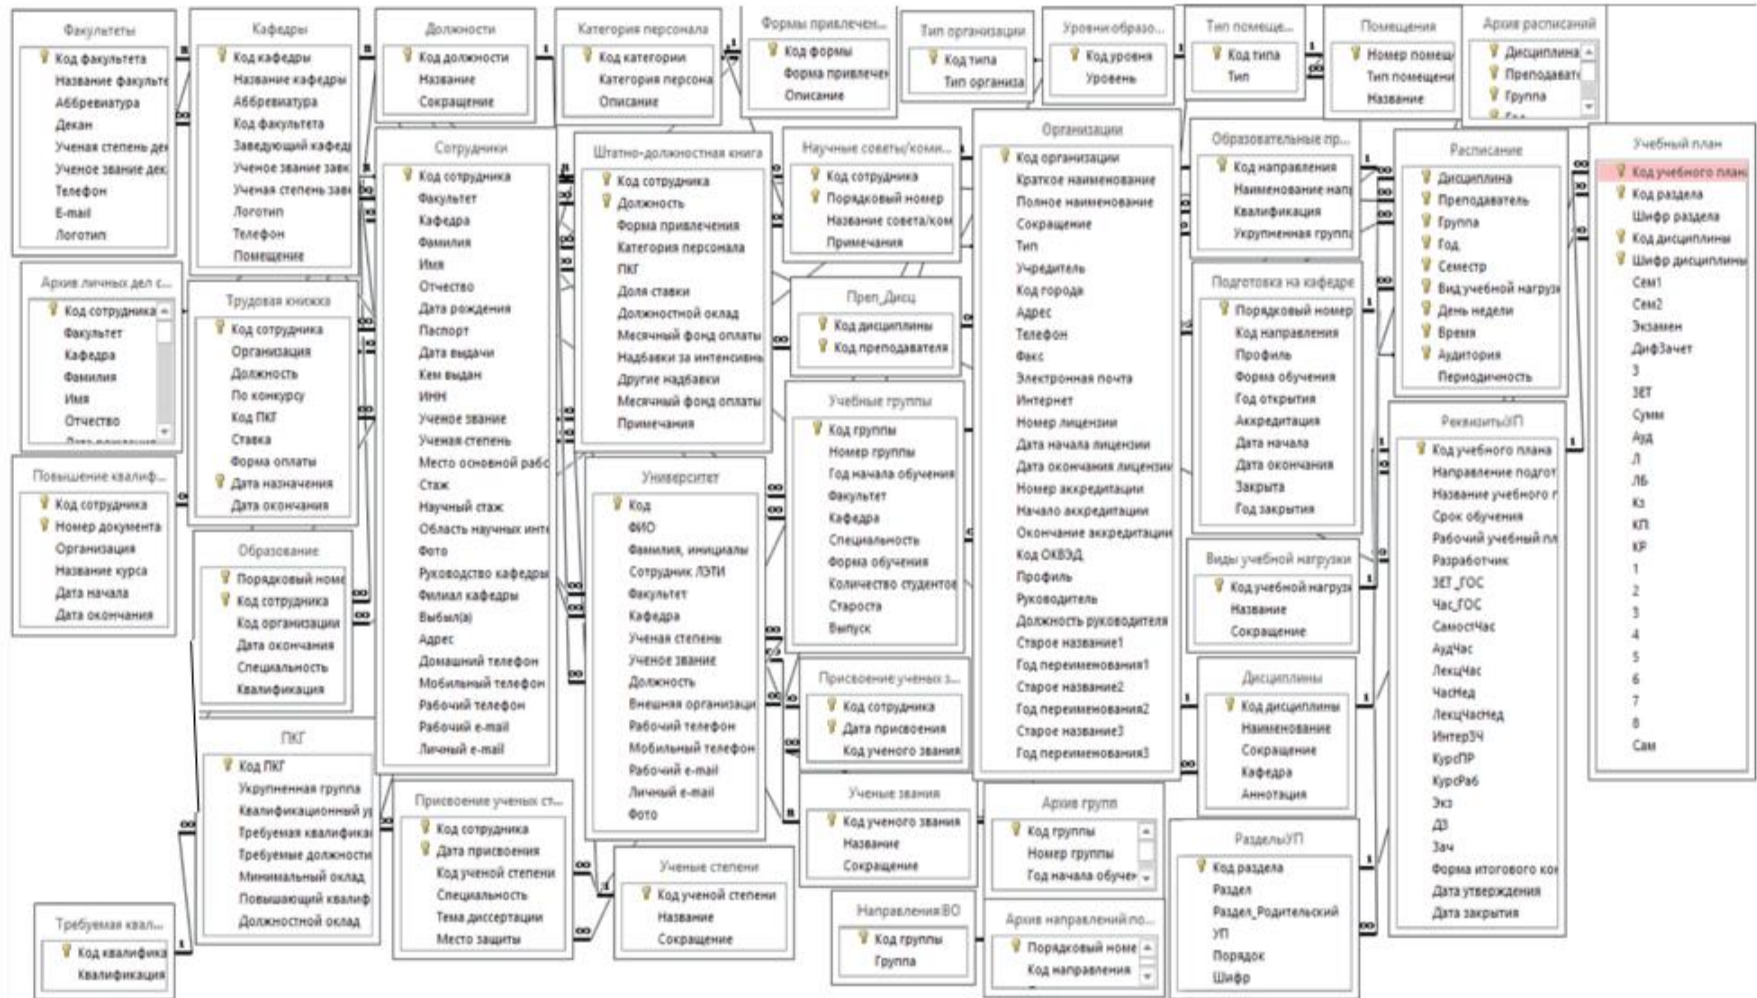 Факультеты
Код факультета
Название факульте
Аббревиатура
Декан
Ученая степень де
Ученое звание дек
Телефон
E-mail
Логотип
Кафедры
Код кафедры
Название кафедры
Аббревиатура
Код факультета
Заведующий кафед
Ученое звание зав
Ученая степень зав
Логотип
Телефон
Помещение
Должности
Код должности
Название
Сокращение
Категория персонала
Код категории
Категория персона
Описание
Формы привлечен...
Код формы
Форма привлечен
Описание
Тип организации
Код типа
Тип организа
Уровни образо...
Код уровня
Уровень
Тип помеще...
Код типа
Тип
Помещения
Номер помещ
Тип помещени
Название
Архив расписаний
Дисциплина
Преподават
Группа
Архив личных дел с...
Код сотрудника
Факультет
Кафедра
Фамилия
Имя
Отчество
Трудовая книжка
Код сотрудника
Организация
Должность
По конкурсу
Код ПКГ
Ставка
Форма оплаты
Дата назначения
Дата окончания
Сотрудники
Код сотрудника
Факультет
Кафедра
Фамилия
Имя
Отчество
Дата рождения
Паспорт
Дата выдачи
Кем выдан
ИНН
Ученое звание
Ученая степень
Место основной рабо
Стаж
Научный стаж
Область научных инте
Фото
Руководство кафедры
Филиал кафедры
Выбыл(а)
Адрес
Домашний телефон
Мобильный телефон
Рабочий телефон
Рабочий e-mail
Личный e-mail
Штатно-должностная книга
Код сотрудника
Должность
Форма привлечения
Категория персонала
ПКГ
Доля ставки
Должностной оклад
Месячный фонд оплаты
Надбавки за интенсивн
Другие надбавки
Месячный фонд оплаты
Примечания
Научные советы/коми...
Код сотрудника
Порядковый номер
Название совета/ком
Примечания
Преп_Дисц
Код дисциплины
Код преподавателя
Учебные группы
Код группы
Номер группы
Год начала обучения
Факультет
Кафедра
Специальность
Форма обучения
Количество студентов
Староста
Выпуск
Организации
Код организации
Краткое наименование
Полное наименование
Сокращение
Тип
Учредитель
Код города
Адрес
Телефон
Факс
Электронная почта
Интернет
Номер лицензии
Дата начала лицензии
Дата окончания лицензии
Номер аккредитации
Начало аккредитации
Окончание аккредитации
Код ОКВЭД
Профиль
Руководитель
Должность руководителя
Старое название1
Год переименования1
Старое название2
Год переименования2
Старое название3
Год переименования3
Образовательные пр...
Код направления
Наименование нап
Квалификация
Укрупненная групп
Подготовка на кафедре
Порядковый номер
Код направления
Профиль
Форма обучения
Год открытия
Аккредитация
Дата начала
Дата окончания
Закрыта
Год закрытия
Расписание
Дисциплина
Преподаватель
Группа
Год
Семестр
Вид учебной нагрузк
День недели
Время
Аудитория
Периодичность
Учебный план
Код учебного план
Код раздела
Шифр раздела
Код дисциплины
Шифр дисциплины
Сем1
Сем2
Экзамен
ДифЗачет
З
ЗЕТ
Сумм
Ауд
Л
ЛБ
Кз
КП
КР
1
2
3
4
5
6
7
8
Сам
РеквизитыУП
Код учебного плана
Направление подгот
Название учебного п
Срок обучения
Рабочий учебный пл
Разработчик
ЗЕТ_ГОС
Час_ГОС
СамостЧас
АудЧас
ЛекцЧас
ЧасНед
ЛекцЧасНед
ИнтерЗЧ
КурсПР
КурсРаб
Экз
ДЗ
Зач
Форма итогового кон
Дата утверждения
Дата закрытия
Повышение квалиф...
Код сотрудника
Номер документа
Организация
Название курса
Дата начала
Дата окончания
Образование
Порядковый номе
Код сотрудника
Код организации
Дата окончания
Специальность
Квалификация
Университет
Код
ФИО
Фамилия, инициалы
Сотрудник ЛЭТИ
Факультет
Кафедра
Ученая степень
Ученое звание
Должность
Внешняя организаци
Рабочий телефон
Мобильный телефон
Рабочий e-mail
Личный e-mail
Фото
Виды учебной нагрузки
Код учебной нагрузк
Название
Сокращение
Присвоение ученых з...
Код сотрудника
Дата присвоения
Код ученого звания
Дисциплины
Код дисциплины
Наименование
Сокращение
Кафедра
Аннотация
ПКГ
Код ПКГ
Укрупненная группа
Квалификационный ур
Требуемая квалифика
Требуемые должности
Минимальный оклад
Повышающий квалиф
Должностной оклад
Присвоение ученых ст...
Код сотрудника
Дата присвоения
Код ученой степени
Специальность
Тема диссертации
Место защиты
Ученые степени
Код ученой степени
Название
Сокращение
Ученые звания
Код ученого звания
Название
Сокращение
Архив групп
Код группы
Номер группы
Год начала обучен
РазделыУП
Код раздела
Раздел
Раздел_Родительский
УП
Порядок
Шифр
Требуемая квал...
Код квалифика
Квалификация
Направления ВО
Код группы
Группа
Архив направлений по...
Порядковый номе
Код направления